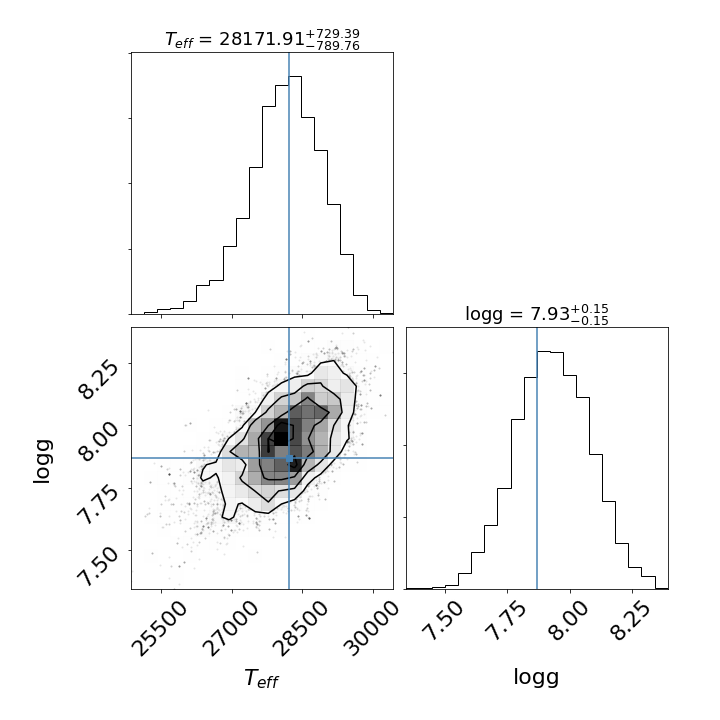 T_eff = 28171.91^{+729.39}_{-789.76}
logg = 7.93^{+0.15}_{-0.15}
8.25
8.00
7.75
7.50
logg
25500
27000
28500
30000
T_eff
7.50
7.75
8.00
8.25
logg